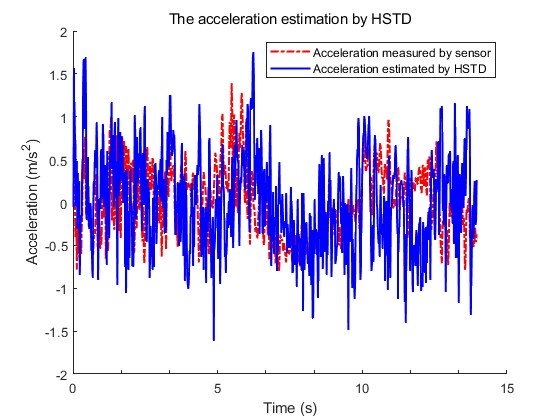 The acceleration estimation by HSTD
Acceleration measured by sensor
Acceleration estimated by HSTD
Acceleration (m/s²)
2
1.5
1
0.5
0
-0.5
-1
-1.5
-2
0 5 10 15
Time (s)